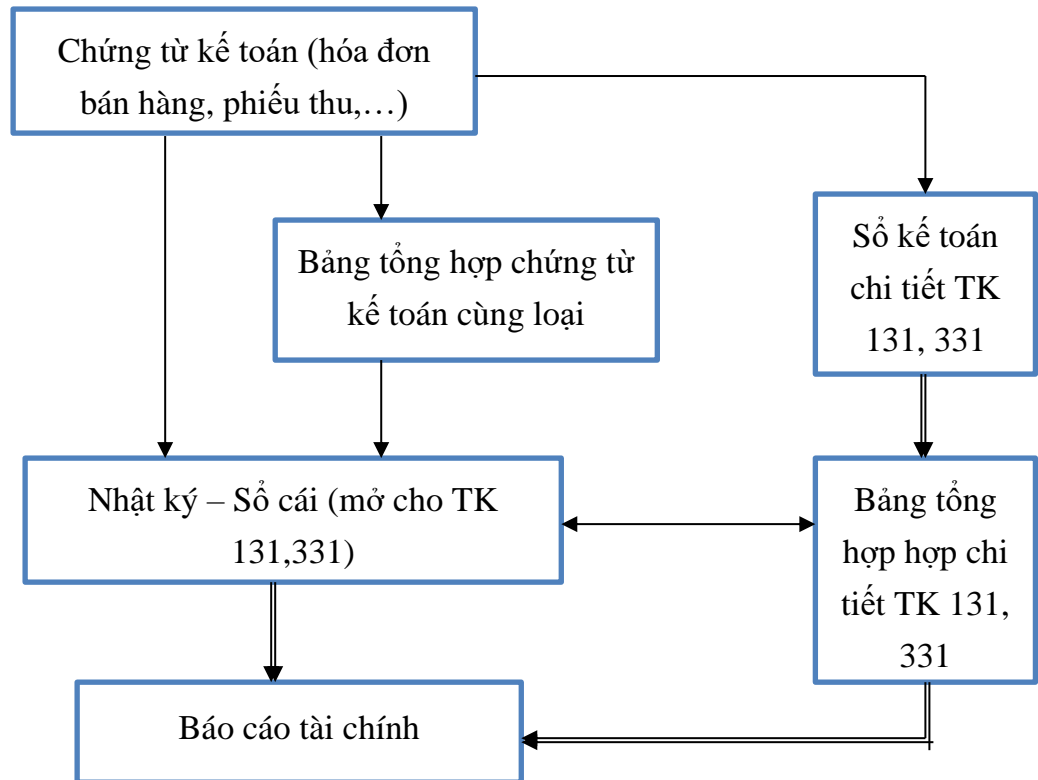 Chứng từ kế toán (hóa đơn
bán hàng, phiếu thu,…)
Bảng tổng hợp chứng từ
kế toán cùng loại
Sổ kế toán
chi tiết TK
131, 331
Nhật ký – Sổ cái (mở cho TK
131,331)
Bảng tổng
hợp hợp chi
tiết TK 131,
331
Báo cáo tài chính